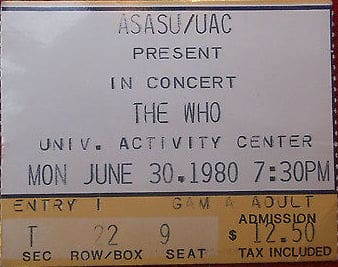 ASASU/UAC
PRESENT
IN CONCERT
THE WHO
UNIV. ACTIVITY CENTER
MON JUNE 30,1980 7:30PM
ENTRY 1 GAM A ADULT
ADMISSION
T 22 9 $ 12.50
SEC ROW/BOX SEAT TAX INCLUDED